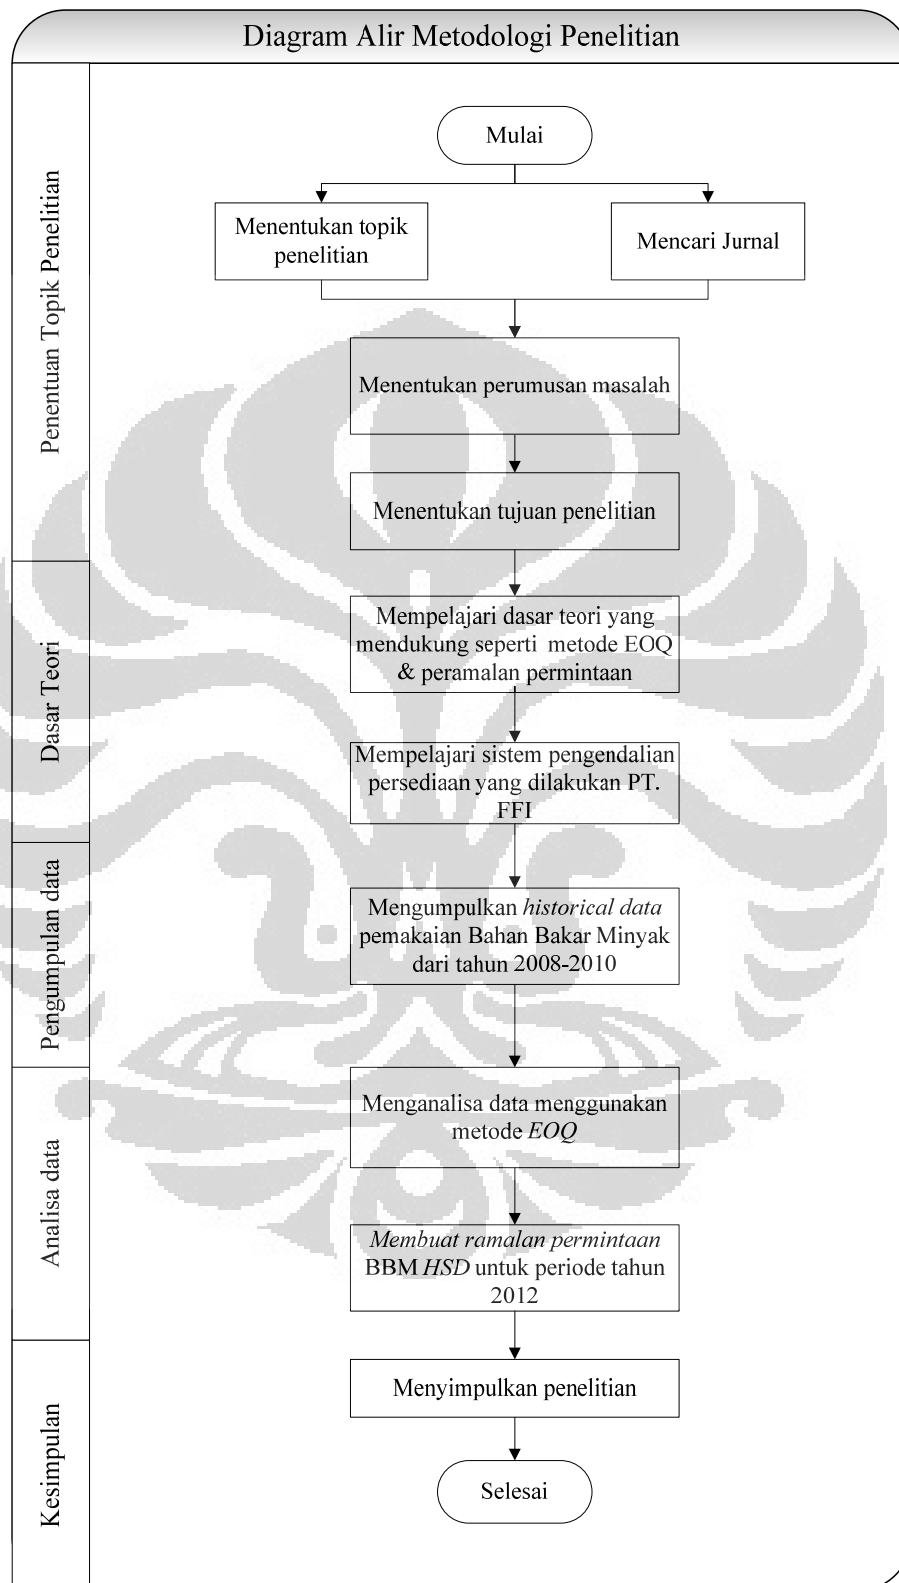 Diagram Alir Metodologi Penelitian
Penentuan Topik Penelitian
Mulai
Menentukan topik
penelitian
Mencari Jurnal
Menentukan perumusan masalah
Menentukan tujuan penelitian
Dasar Teori
Mempelajari dasar teori yang
mendukung seperti metode EOQ
& peramalan permintaan
Mempelajari sistem pengendalian
persediaan yang dilakukan PT.
FFI
Pengumpulan data
Mengumpulkan historical data
pemakaian Bahan Bakar Minyak
dari tahun 2008-2010
Analisa data
Menganalisa data menggunakan
metode EOQ
Membuat ramalan permintaan
BBM HSD untuk periode tahun
2012
Kesimpulan
Menyimpulkan penelitian
Selesai